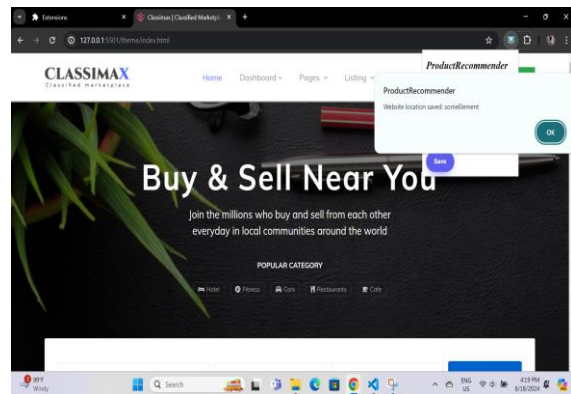 Extensions
Classimax | Classified Marketpl
127.0.0.1:5501/theme/index.html
CLASSIMAX
Classified Marketplace
Home
Dashboard
Pages
Listing
ProductRecommender
ProductRecommender
Website location saved: someElement
OK
Save
Buy & Sell Near You
Join the millions who buy and sell from each other
everyday in local communities around the world
POPULAR CATEGORY
Hotel
Fitness
Cars
Restaurants
Cafe
99°F
Windy
Search
ENG
US
4:19 PM
6/18/2024